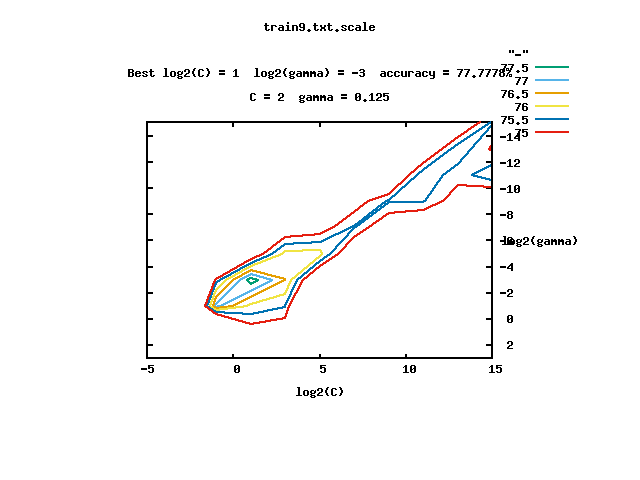 train9.txt.scale
"-"
Best log2(C) = 1  log2(gamma) = -3  accuracy = 77.7778%
77.5
77
76.5
76
75.5
75
C = 2  gamma = 0.125
-14
-12
-10
-8
-6
log2(gamma)
-4
-2
0
2
-5 0 5 10 15
log2(C)